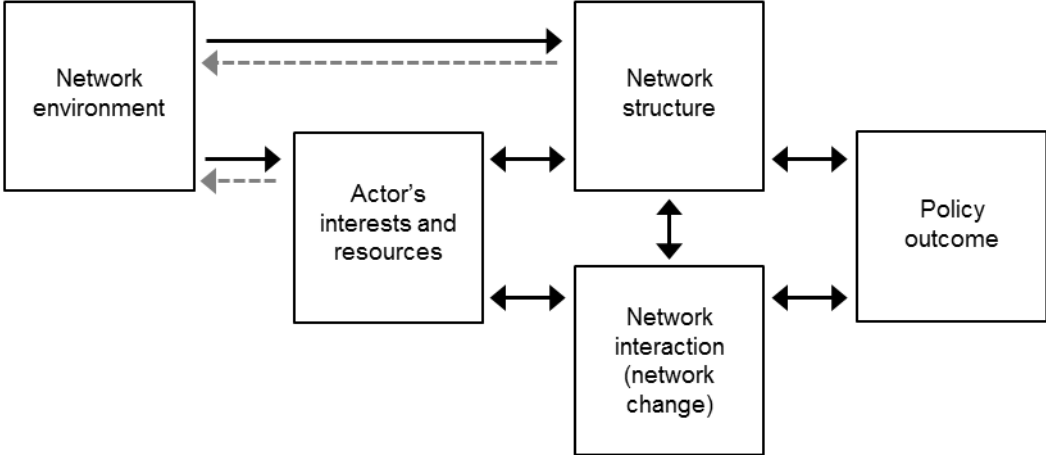 Network
environment
Network
structure
Actor’s
interests and
resources
Policy
outcome
Network
interaction
(network
change)